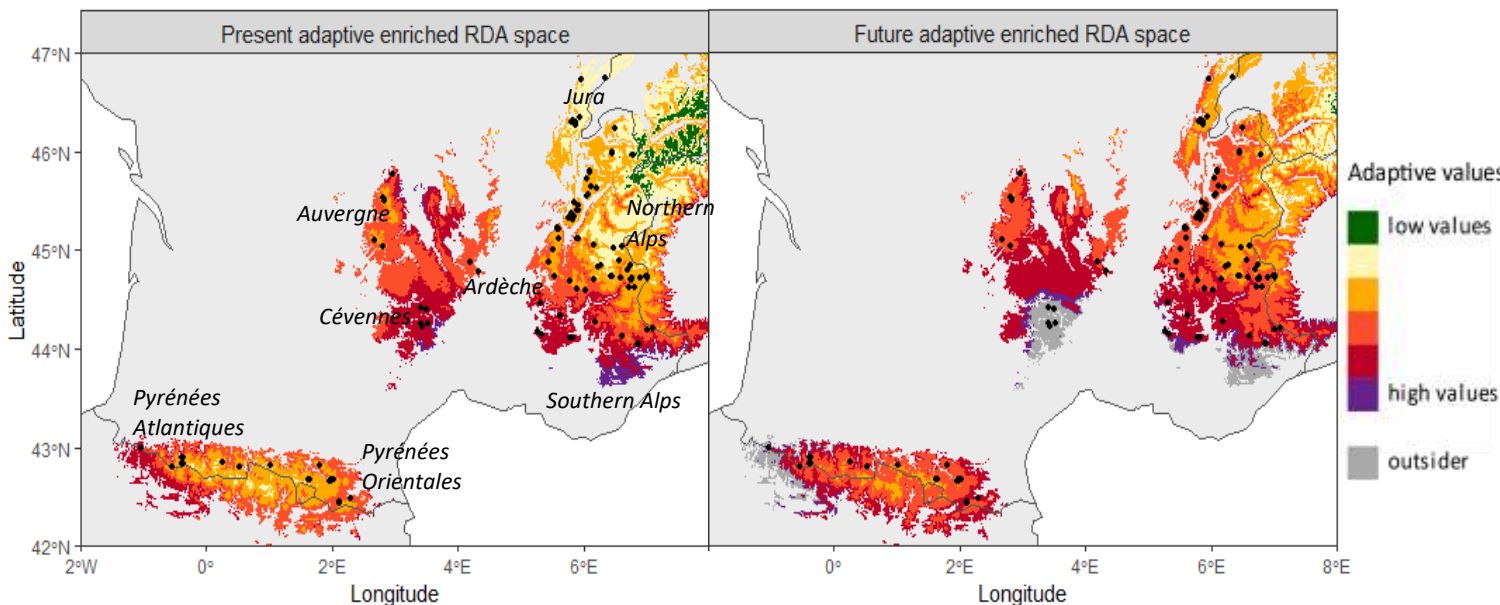 Present adaptive enriched RDA space
Future adaptive enriched RDA space
47°N
46°N
45°N
44°N
43°N
42°N
Latitude
Jura
Auvergne
Northern
Alps
Ardèche
Cévennes
Southern Alps
Pyrénées
Atlantiques
Pyrénées
Orientales
2°W
0°
2°E
4°E
6°E
0°
2°E
4°E
6°E
8°E
Longitude
Longitude
Adaptive values
low values
high values
outsider